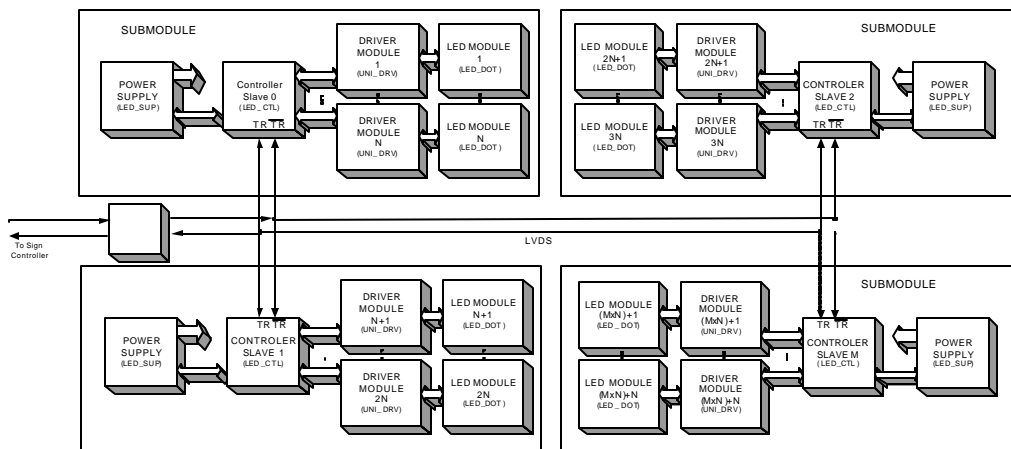 SUBMODULE
POWER
SUPPLY
(LED_SUP)
Controller
Slave 0
(LED_CTL)
TR TR
DRIVER
MODULE
1
(UNI_DRV)
LED MODULE
1
(LED_DOT)
DRIVER
MODULE
N
(UNI_DRV)
LED MODULE
N
(LED_DOT)
SUBMODULE
LED MODULE
2N+1
(LED_DOT)
DRIVER
MODULE
2N+1
(UNI_DRV)
LED MODULE
3N
(LED_DOT)
DRIVER
MODULE
3N
(UNI_DRV)
CONTROLER
SLAVE 2
(LED_CTL)
TR TR
POWER
SUPPLY
(LED_SUP)
To Sign
Controller
LVDS
POWER
SUPPLY
(LED_SUP)
TR TR
CONTROLER
SLAVE 1
(LED_CTL)
DRIVER
MODULE
N+1
(UNI_DRV)
LED MODULE
N+1
(LED_DOT)
DRIVER
MODULE
2N
(UNI_DRV)
LED MODULE
2N
(LED_DOT)
SUBMODULE
LED MODULE
(MxN)+1
(LED_DOT)
DRIVER
MODULE
(MxN)+1
(UNI_DRV)
LED MODULE
(MxN)+N
(LED_DOT)
DRIVER
MODULE
(MxN)+N
(UNI_DRV)
TR TR
CONTROLER
SLAVE M
(LED_CTL)
POWER
SUPPLY
(LED_SUP)